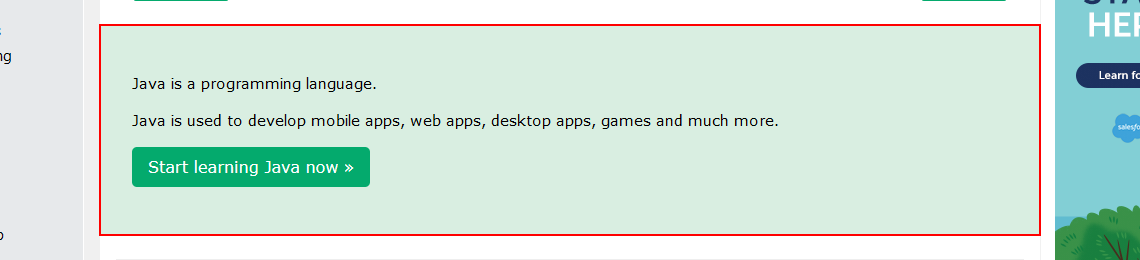 Java is a programming language.
Java is used to develop mobile apps, web apps, desktop apps, games and much more.
Start learning Java now »